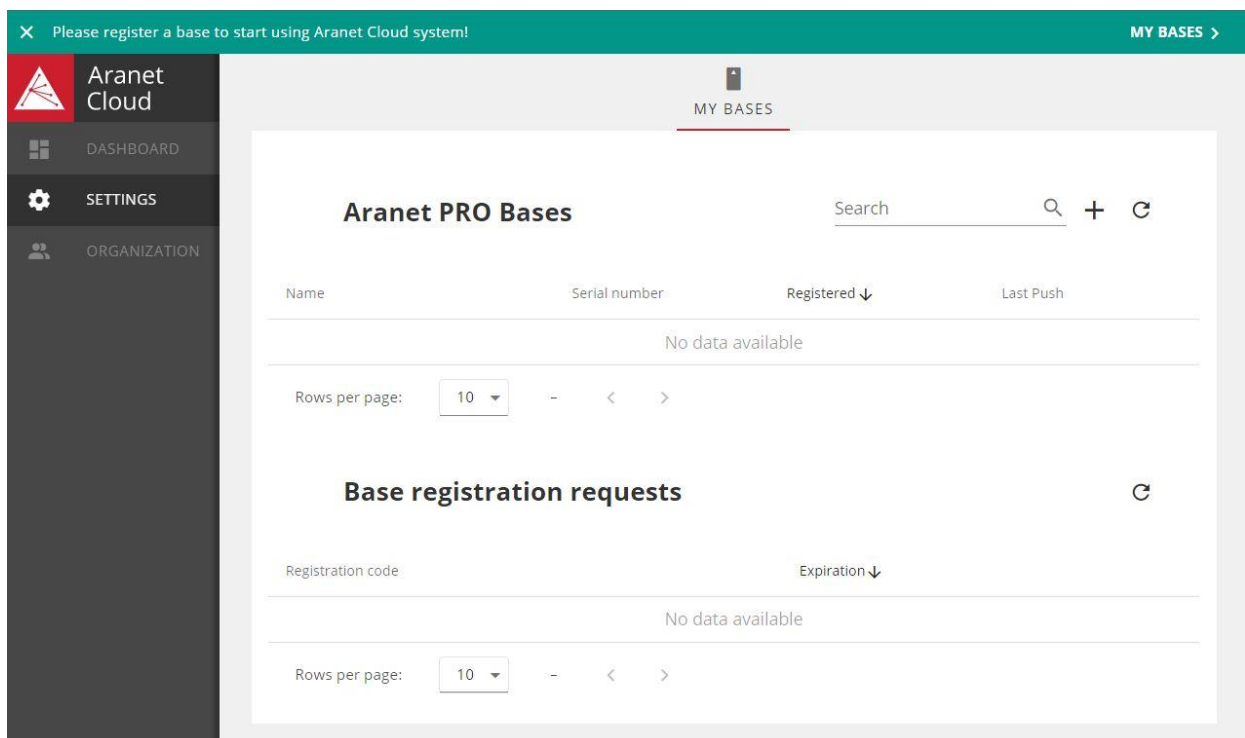 Please register a base to start using Aranet Cloud system!
MY BASES
Aranet
Cloud
DASHBOARD
SETTINGS
ORGANIZATION
MY BASES
Aranet PRO Bases
Search
Name Serial number Registered Last Push
No data available
Rows per page: 10 –
Base registration requests
Registration code Expiration
No data available
Rows per page: 10 –